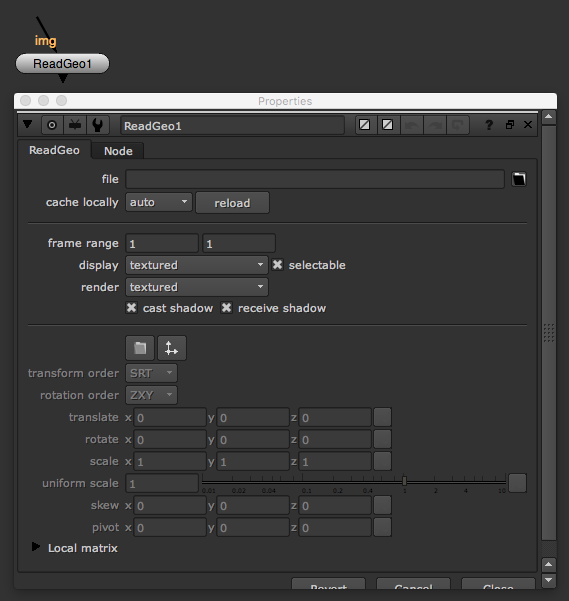 img
ReadGeo1
Properties
ReadGeo1 ?
ReadGeo Node
file
cache locally auto reload
frame range 1 1
display textured selectable
render textured
cast shadow receive shadow
transform order SRT
rotation order ZXY
translate x 0 y 0 z 0
rotate x 0 y 0 z 0
scale x 1 y 1 z 1
uniform scale 1 0.01 0.02 0.04 0.1 0.2 0.4 1 2 4 10
skew x 0 y 0 z 0
pivot x 0 y 0 z 0
Local matrix
Revert Cancel Close